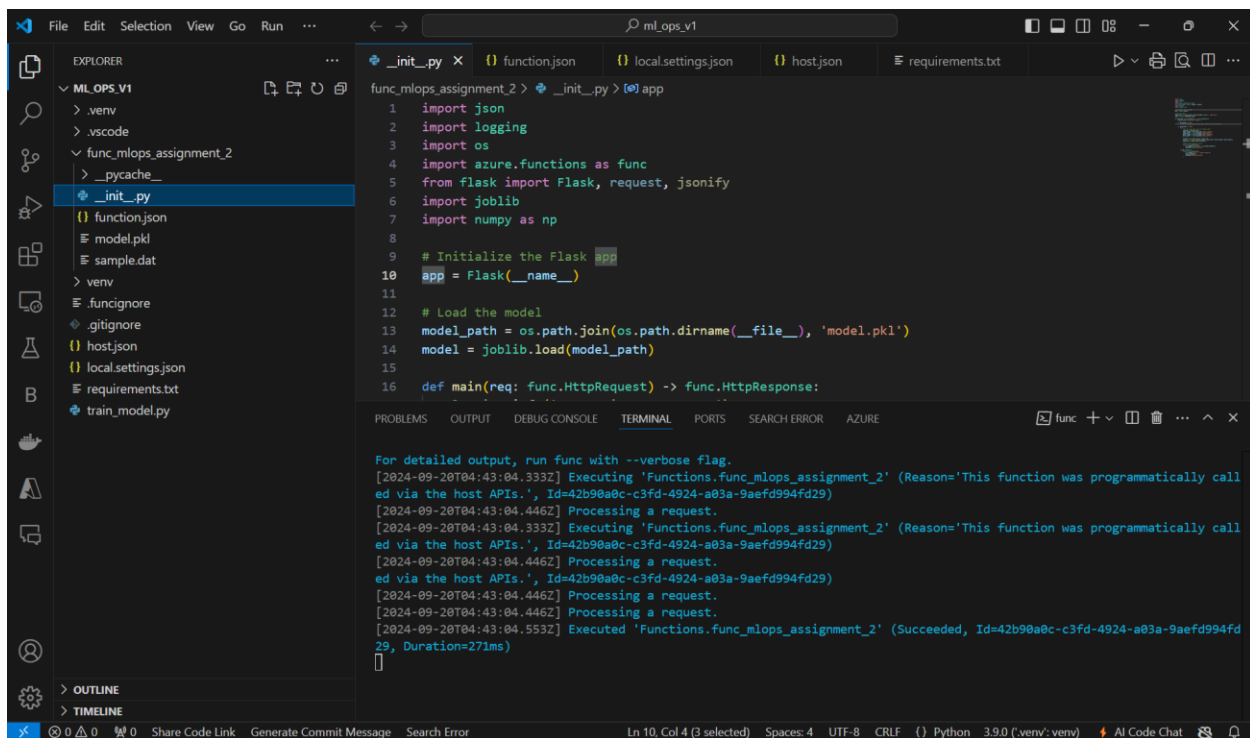 File Edit Selection View Go Run ···
ml_ops_v1
EXPLORER ···
ML_OPS_V1
.venv
.vscode
func_mlops_assignment_2
__pycache__
__init__.py
{} function.json
model.pkl
sample.dat
venv
.funcignore
.gitignore
{} host.json
{} local.settings.json
requirements.txt
train_model.py
OUTLINE
TIMELINE
__init__.py {} function.json {} local.settings.json {} host.json requirements.txt ···
func_mlops_assignment_2 > __init__.py > app
1 import json
2 import logging
3 import os
4 import azure.functions as func
5 from flask import Flask, request, jsonify
6 import joblib
7 import numpy as np
8
9 # Initialize the Flask app
10 app = Flask(__name__)
11
12 # Load the model
13 model_path = os.path.join(os.path.dirname(__file__), 'model.pkl')
14 model = joblib.load(model_path)
15
16 def main(req: func.HttpRequest) -> func.HttpResponse:
PROBLEMS OUTPUT DEBUG CONSOLE TERMINAL PORTS SEARCH ERROR AZURE func ···
For detailed output, run func with --verbose flag.
[2024-09-20T04:43:04.333Z] Executing 'Functions.func_mlops_assignment_2' (Reason='This function was programmatically call
ed via the host APIs.', Id=42b90a0c-c3fd-4924-a03a-9aefd994fd29)
[2024-09-20T04:43:04.446Z] Processing a request.
[2024-09-20T04:43:04.333Z] Executing 'Functions.func_mlops_assignment_2' (Reason='This function was programmatically call
ed via the host APIs.', Id=42b90a0c-c3fd-4924-a03a-9aefd994fd29)
[2024-09-20T04:43:04.446Z] Processing a request.
ed via the host APIs.', Id=42b90a0c-c3fd-4924-a03a-9aefd994fd29)
[2024-09-20T04:43:04.446Z] Processing a request.
[2024-09-20T04:43:04.446Z] Processing a request.
[2024-09-20T04:43:04.553Z] Executed 'Functions.func_mlops_assignment_2' (Succeeded, Id=42b90a0c-c3fd-4924-a03a-9aefd994fd
29, Duration=271ms)
0 0 0 Share Code Link Generate Commit Message Search Error Ln 10, Col 4 (3 selected) Spaces: 4 UTF-8 CRLF {} Python 3.9.0 ('.venv': venv) AI Code Chat